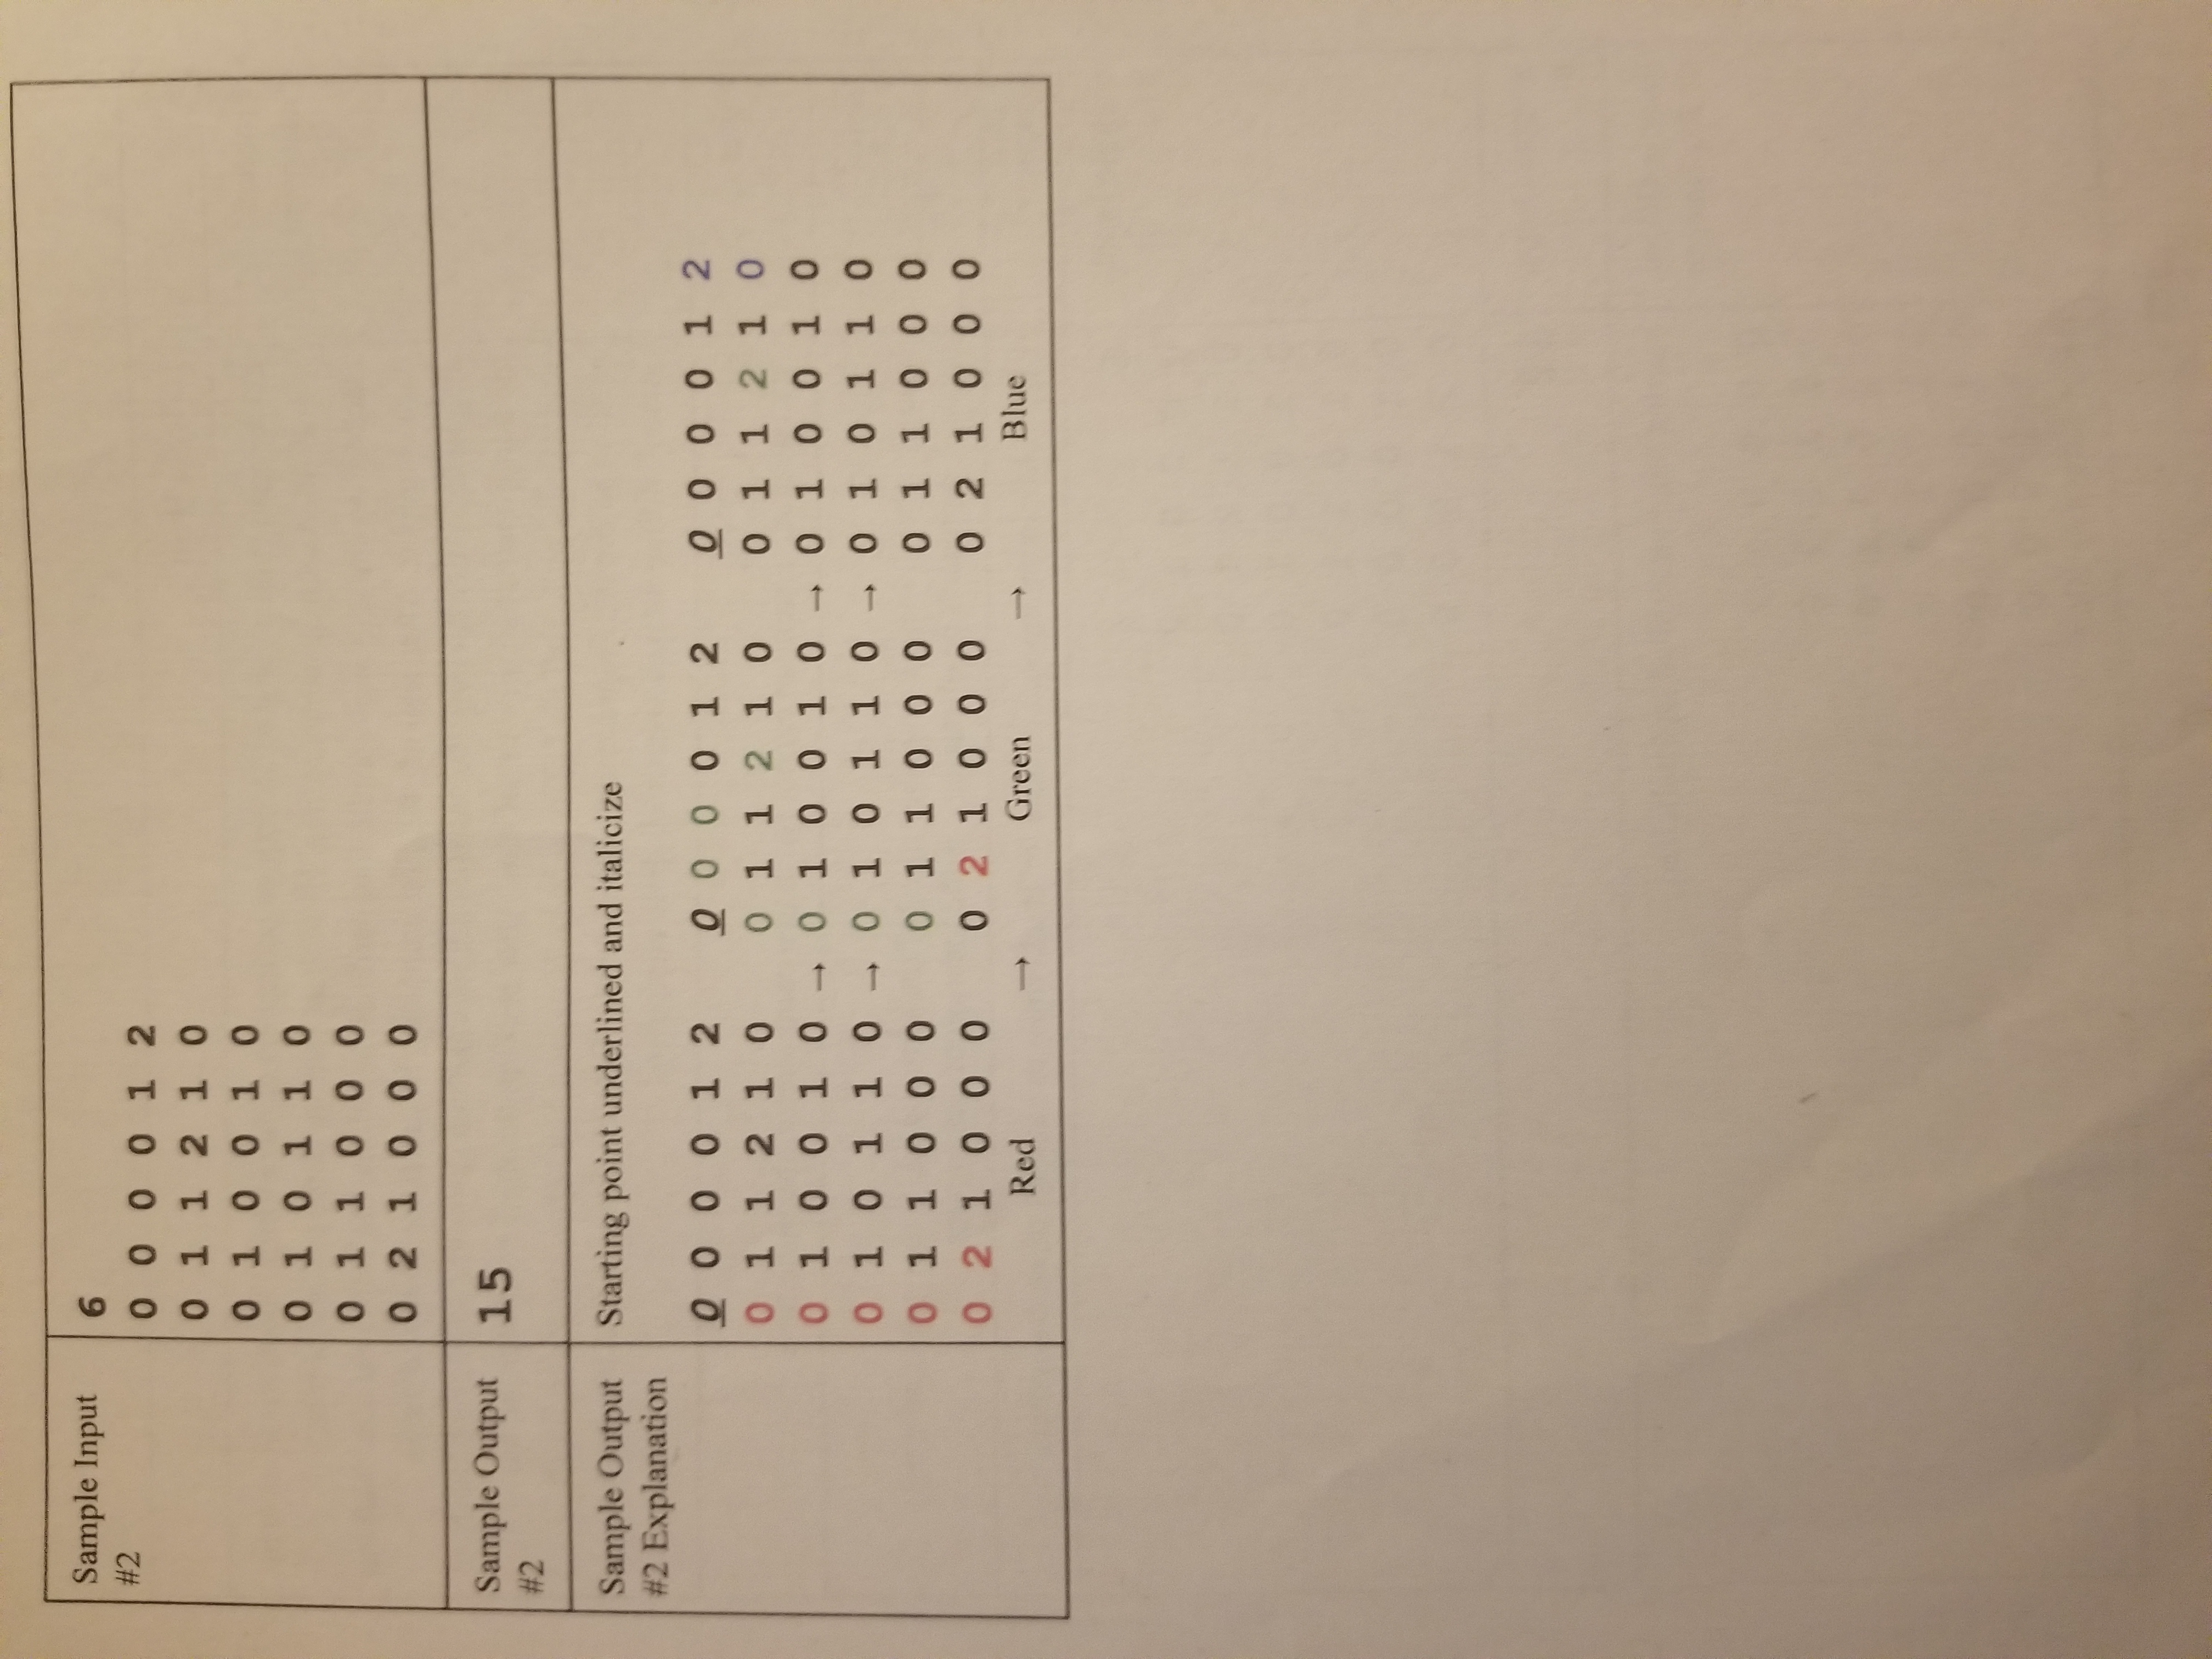 Sample Input
#2
6
0 0 0 0 1 2
0 1 1 2 1 0
0 1 0 0 1 0
0 1 0 1 1 0
0 1 1 0 0 0
0 2 1 0 0 0
Sample Output
#2
15
Sample Output
#2 Explanation
Starting point underlined and italicize
0 0 0 0 1 2 0 0 0 0 1 2 0 0 0 0 1 2
0 1 1 2 1 0 0 1 1 2 1 0 0 1 1 2 1 0
0 1 0 0 1 0 → 0 1 0 0 1 0 → 0 1 0 0 1 0
0 1 0 1 1 0 → 0 1 0 1 1 0 → 0 1 0 1 1 0
0 1 1 0 0 0 0 1 1 0 0 0 0 1 1 0 0 0
0 2 1 0 0 0 0 2 1 0 0 0 0 2 1 0 0 0
Red → Green → Blue